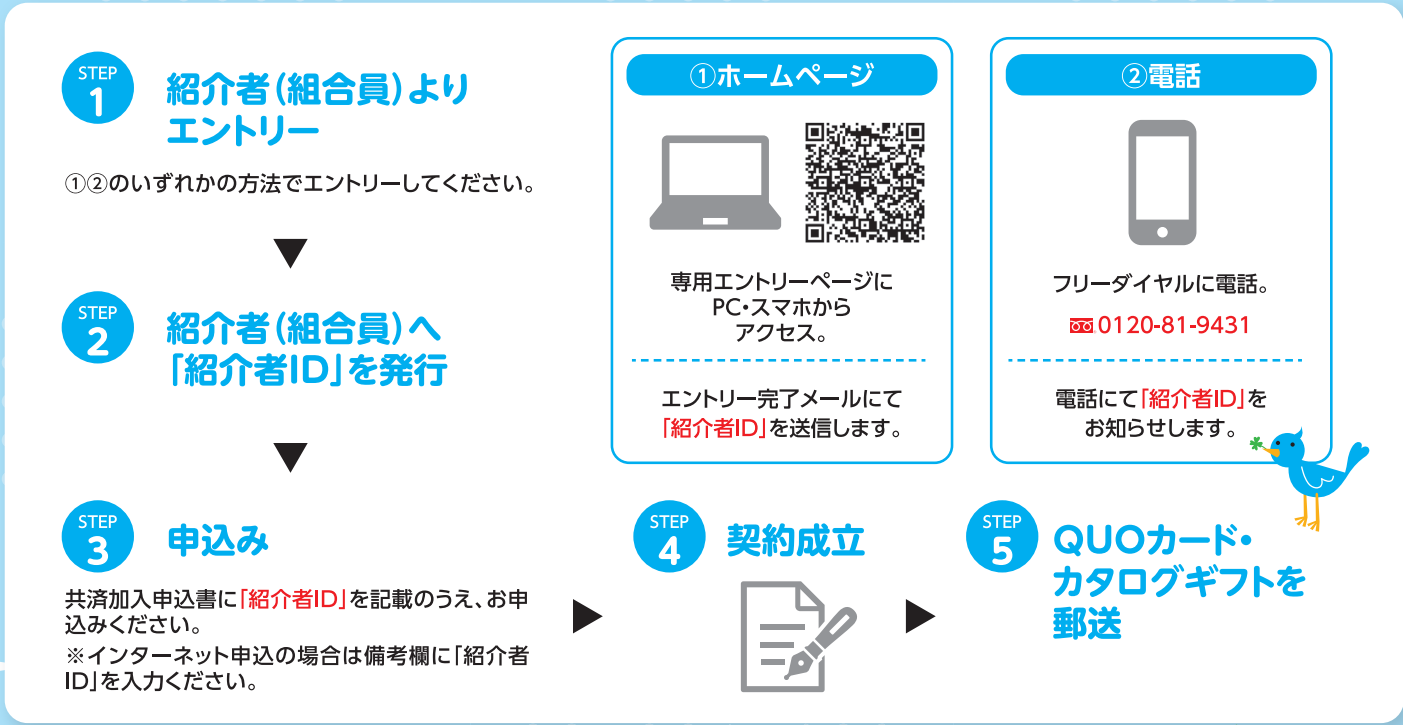 STEP
1
紹介者(組合員)より
エントリー
①②のいずれかの方法でエントリーしてください。
①ホームページ
専用エントリーページに
PC・スマホから
アクセス。
エントリー完了メールにて
「紹介者ID」を送信します。
②電話
フリーダイヤルに電話。
0120-81-9431
電話にて「紹介者ID」を
お知らせします。
STEP
2
紹介者(組合員)へ
「紹介者ID」を発行
STEP
3
申込み
共済加入申込書に「紹介者ID」を記載のうえ、お申
込みください。
※インターネット申込の場合は備考欄に「紹介者
ID」を入力ください。
STEP
4
契約成立
STEP
5
QUOカード・
カタログギフトを
郵送